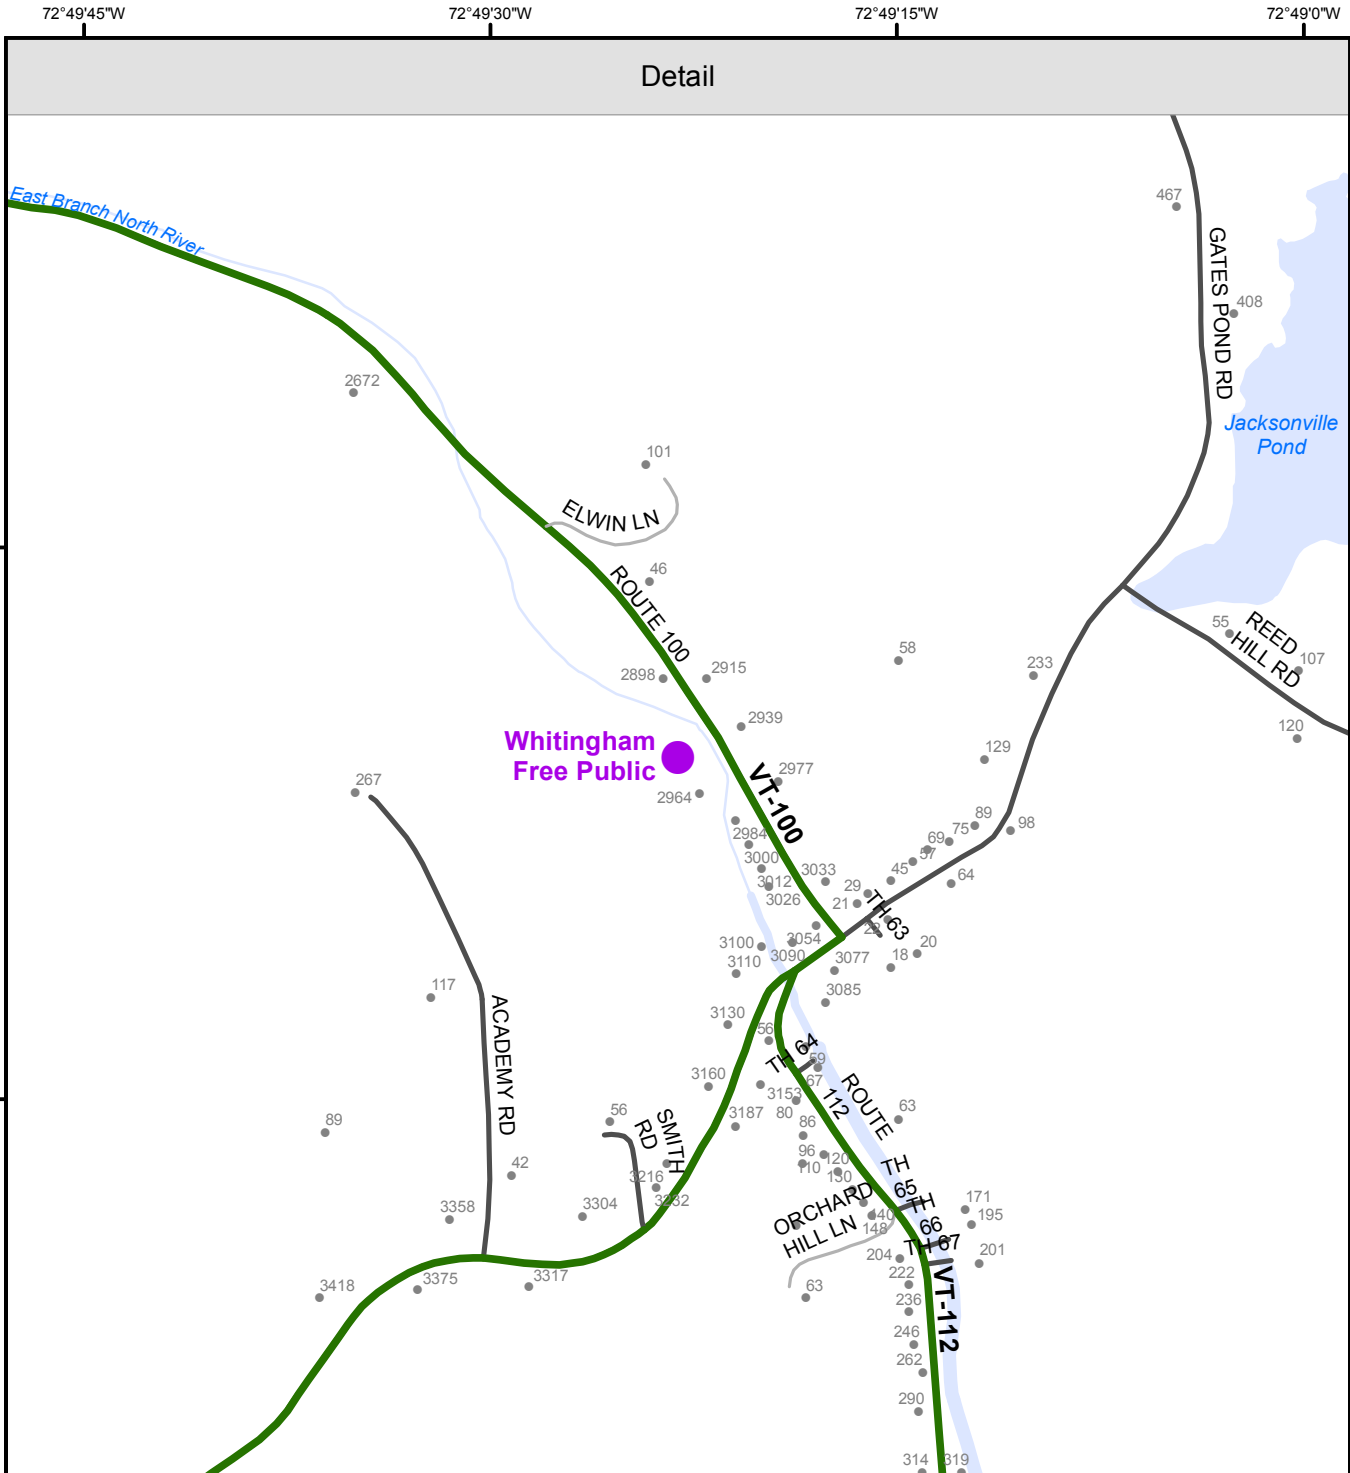 72°49'45"W
72°49'30"W
72°49'15"W
72°49'0"W
Detail
East Branch North River
467
GATES POND RD
408
2672
Jacksonville
Pond
101
ELWIN LN
46
ROUTE 100
55
REED
HILL RD
107
58
233
2898
2915
120
2939
Whitingham
Free Public
129
2977
267
2964
VT-100
2984
89
98
75
69
57
3000
3033
45
64
3012
29
3026
21
TH 63
22
3054
20
3100
3090
18
3110
3077
117
3085
ACADEMY RD
3130
56
TH 64
59
3160
67
3153
112
ROUTE
80
63
56
SMITH
RD
3187
86
89
96
42
110
120
TH
3216
130
65
3232
ORCHARD
HILL LN
TH
171
3358
3304
140
66
195
148
TH 67
204
201
3418
3375
3317
63
222
VT-112
236
246
262
290
314
319